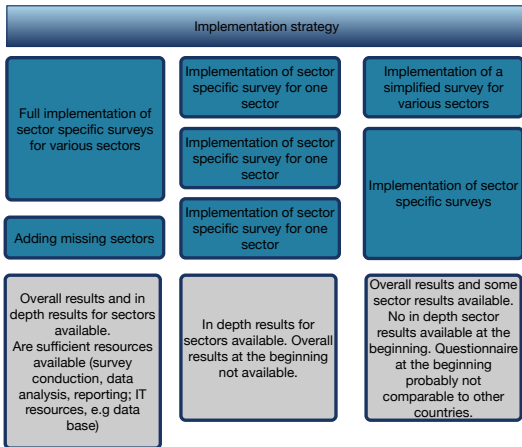 Implementation strategy
Full implementation of
sector specific surveys
for various sectors
Adding missing sectors
Overall results and in
depth results for sectors
available.
Are sufficient resources
available (survey
conduction, data
analysis, reporting; IT
resources, e.g data
base)
Implementation of sector
specific survey for one
sector
Implementation of sector
specific survey for one
sector
Implementation of sector
specific survey for one
sector
In depth results for
sectors available. Overall
results at the beginning
not available.
Implementation of a
simplified survey for
various sectors
Implementation of sector
specific surveys
Overall results and some
sector results available.
No in depth sector
results available at the
beginning. Questionnaire
at the beginning
probably not
comparable to other
countries.